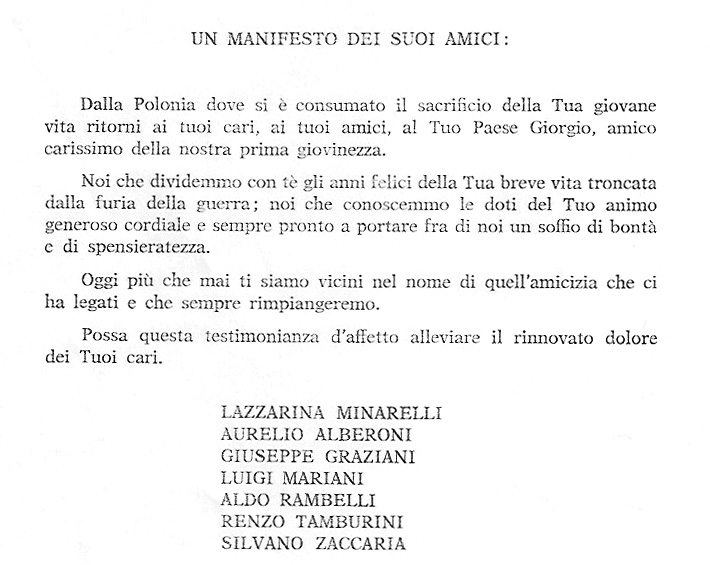 UN MANIFESTO DEI SUOI AMICI:
Dalla Polonia dove si è consumato il sacrificio della Tua giovane
vita ritorni ai tuoi cari, ai tuoi amici, al Tuo Paese Giorgio, amico
carissimo della nostra prima giovinezza.
Noi che dividemmo con tè gli anni felici della Tua breve vita troncata
dalla furia della guerra; noi che conoscemmo le doti del Tuo animo
generoso cordiale e sempre pronto a portare fra di noi un soffio di bontà
e di spensieratezza.
Oggi più che mai ti siamo vicini nel nome di quell'amicizia che ci
ha legati e che sempre rimpiangeremo.
Possa questa testimonianza d'affetto alleviare il rinnovato dolore
dei Tuoi cari.
LAZZARINA MINARELLI
AURELIO ALBERONI
GIUSEPPE GRAZIANI
LUIGI MARIANI
ALDO RAMBELLI
RENZO TAMBURINI
SILVANO ZACCARIA